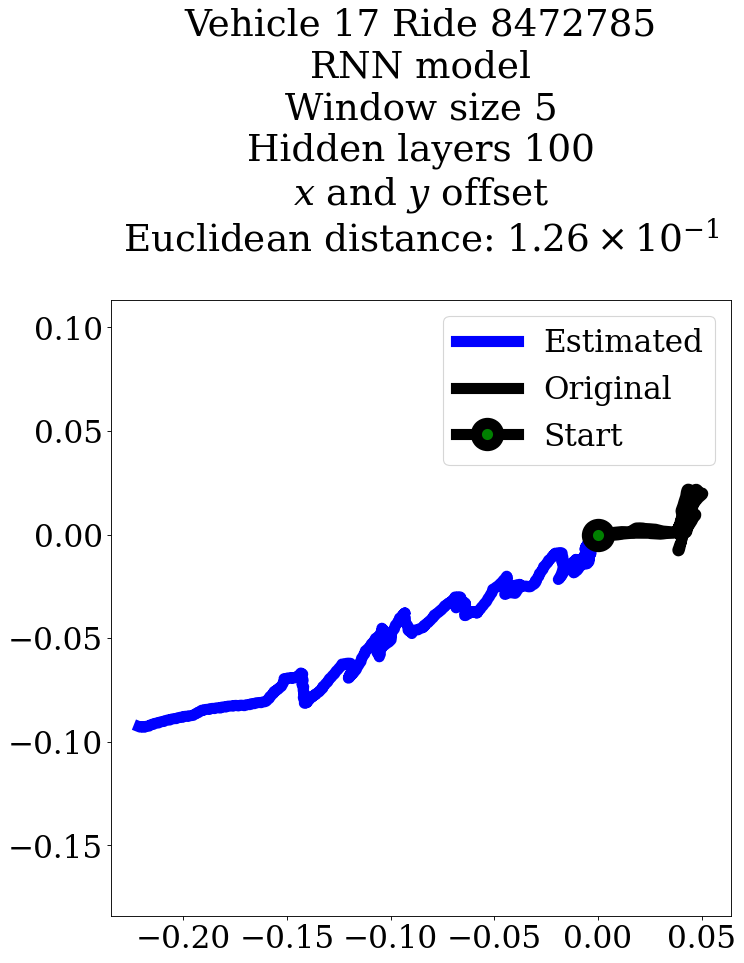 Vehicle 17 Ride 8472785
RNN model
Window size 5
Hidden layers 100
x and y offset
Euclidean distance: 1.26 × 10⁻¹
Estimated
Original
Start
0.10
0.05
0.00
−0.05
−0.10
−0.15
−0.20 −0.15 −0.10 −0.05 0.00 0.05